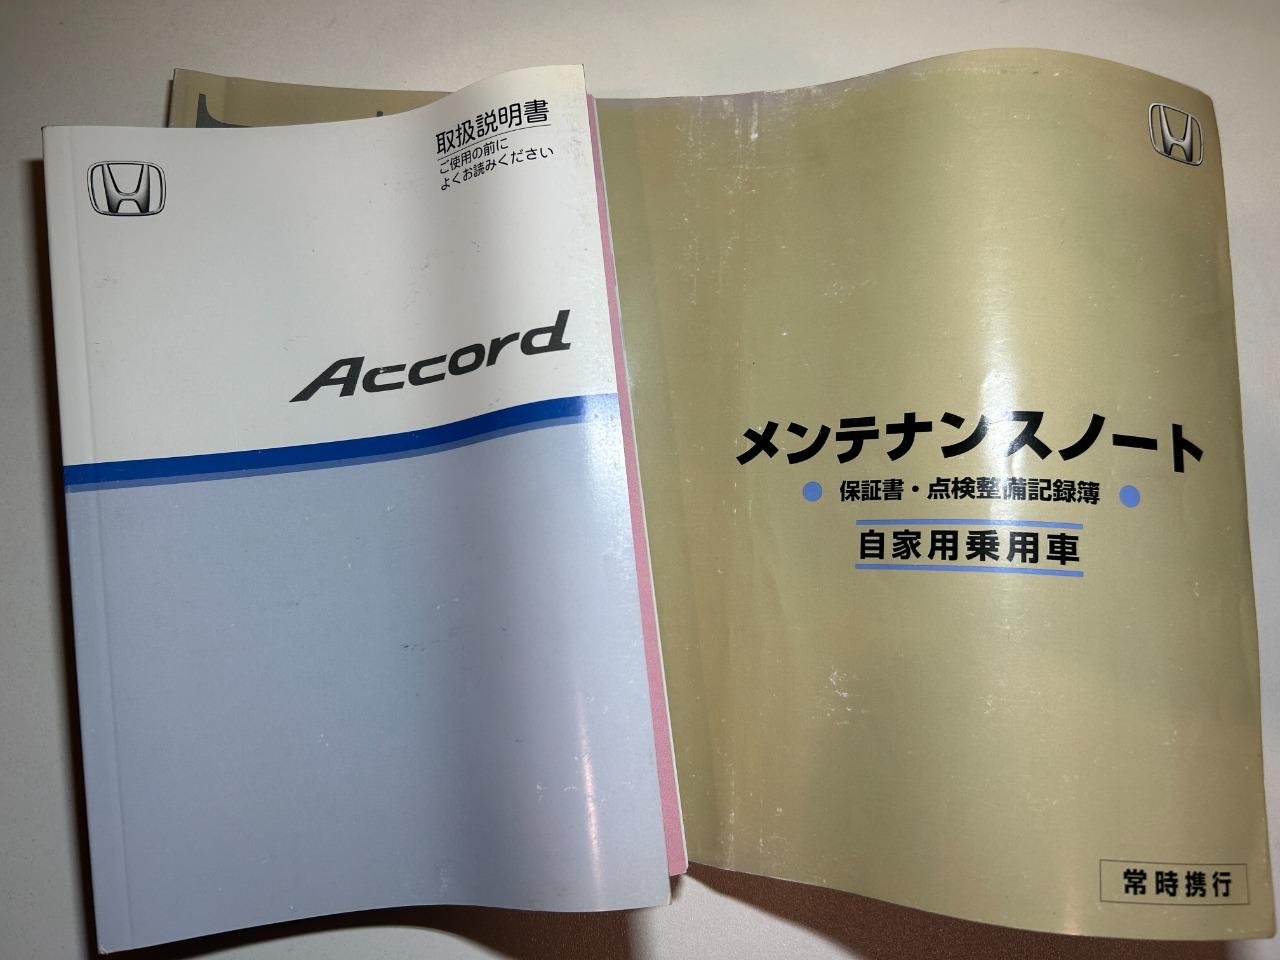 取扱説明書
ご使用の前に
よくお読みください
Accord
メンテナンスノート
保証書・点検整備記録簿
自家用乗用車
常時携行